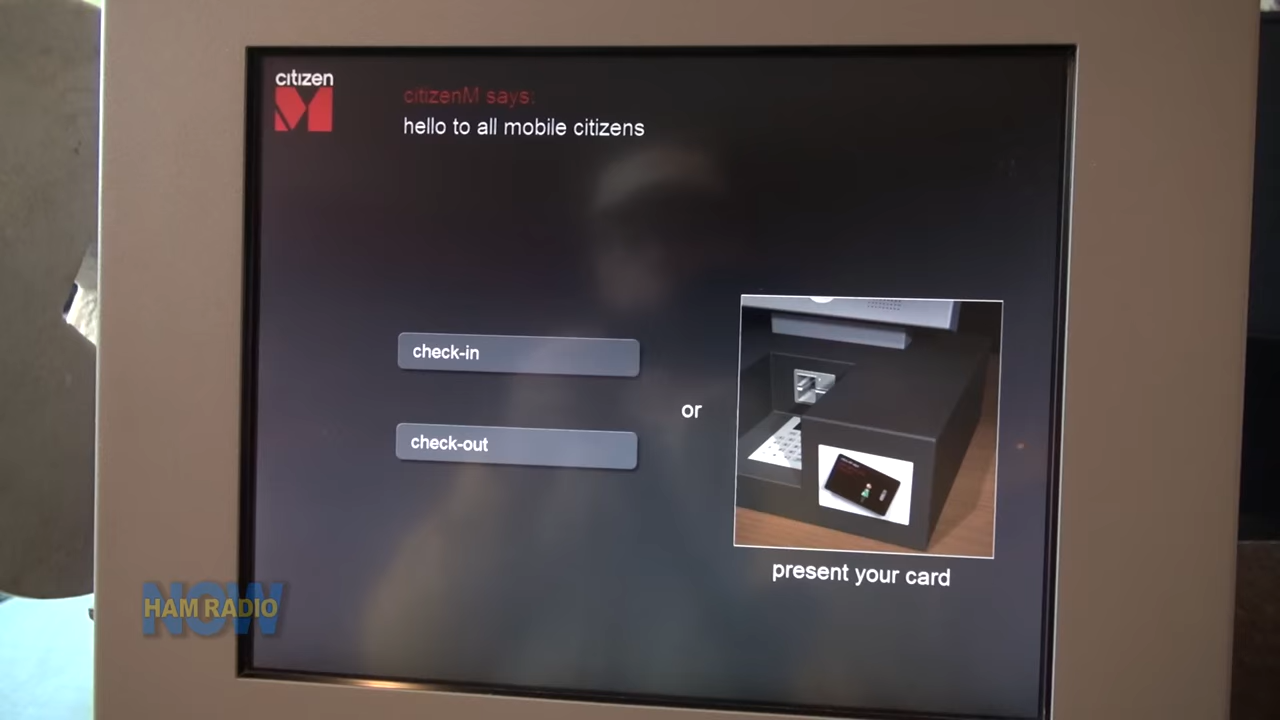 citizen
M
citizenM says:
hello to all mobile citizens
check-in
or
check-out
present your card
NOW
HAM RADIO